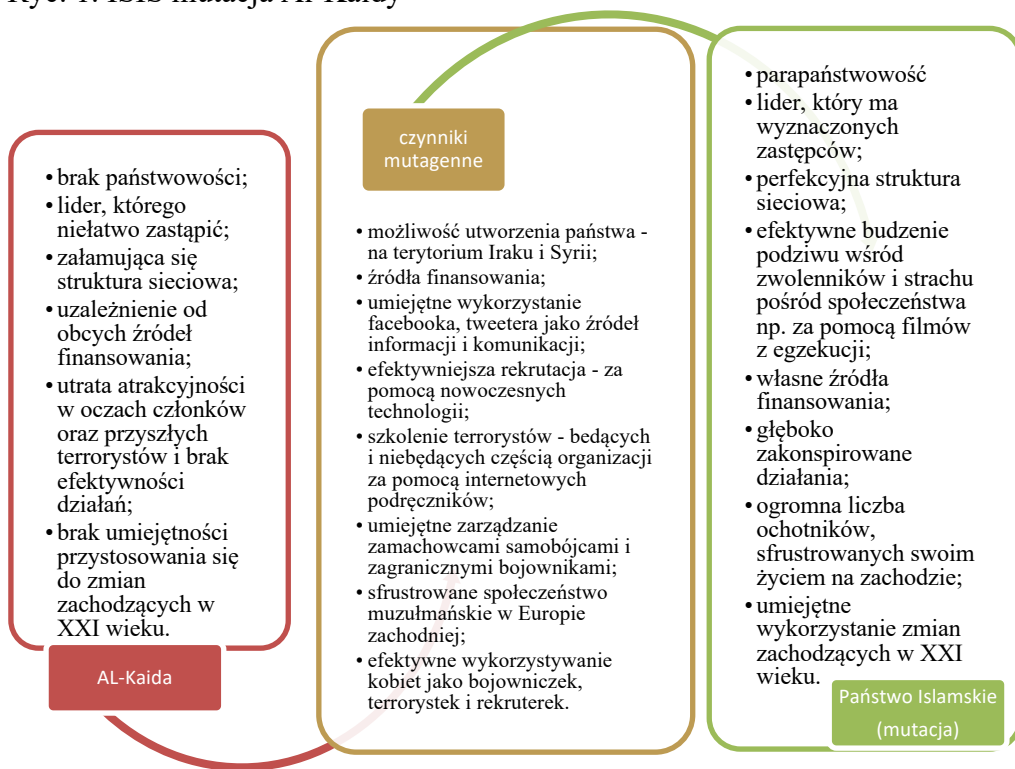 Ryc. 1. ISIS mutacja Al-Kaidy
• brak państwowości;
• lider, którego
niełatwo zastąpić;
• załamująca się
struktura sieciowa;
• uzależnienie od
obcych źródeł
finansowania;
• utrata atrakcyjności
w oczach członków
oraz przyszłych
terrorystów i brak
efektywności
działań;
• brak umiejętności
przystosowania się
do zmian
zachodzących w
XXI wieku.
AL-Kaida
czynniki
mutagenne
• możliwość utworzenia państwa -
na terytorium Iraku i Syrii;
• źródła finansowania;
• umiejętne wykorzystanie
facebooka, tweetera jako źródeł
informacji i komunikacji;
• efektywniejsza rekrutacja - za
pomocą nowoczesnych
technologii;
• szkolenie terrorystów - bedących
i niebędących częścią organizacji
za pomocą internetowych
podręczników;
• umiejętne zarządzanie
zamachowcami samobójcami i
zagranicznymi bojownikami;
• sfrustrowane społeczeństwo
muzułmańskie w Europie
zachodniej;
• efektywne wykorzystywanie
kobiet jako bojowniczek,
terrorystek i rekruterek.
• parapaństwowość
• lider, który ma
wyznaczonych
zastępców;
• perfekcyjna struktura
sieciowa;
• efektywne budzenie
podziwu wśród
zwolenników i strachu
pośród społeczeństwa
np. za pomocą filmów
z egzekucji;
• własne źródła
finansowania;
• głęboko
zakonspirowane
działania;
• ogromna liczba
ochotników,
sfrustrowanych swoim
życiem na zachodzie;
• umiejętne
wykorzystanie zmian
zachodzących w XXI
wieku.
Państwo Islamskie
(mutacja)